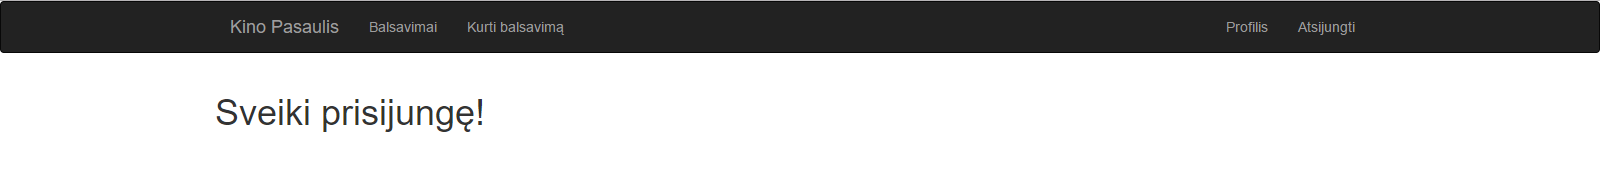 Kino Pasaulis Balsavimai Kurti balsavimą Profilis Atsijungti
Sveiki prisijungę!